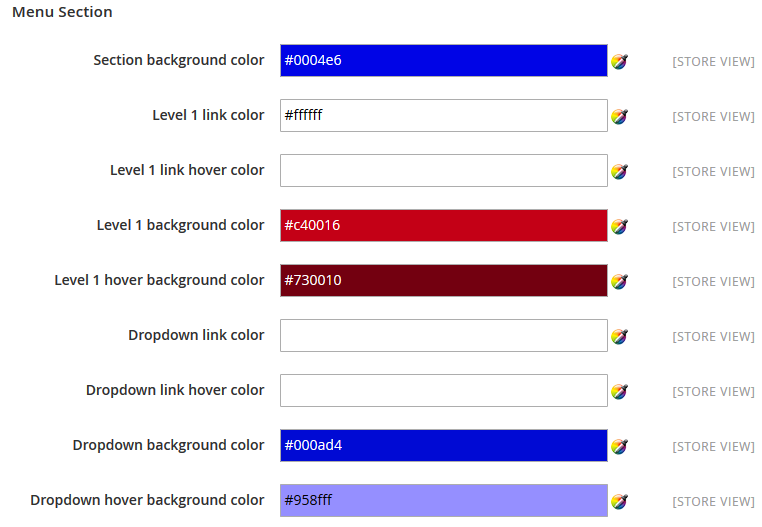 Menu Section
Section background color #0004e6 [STORE VIEW]
Level 1 link color #ffffff [STORE VIEW]
Level 1 link hover color [STORE VIEW]
Level 1 background color #c40016 [STORE VIEW]
Level 1 hover background color #730010 [STORE VIEW]
Dropdown link color [STORE VIEW]
Dropdown link hover color [STORE VIEW]
Dropdown background color #000ad4 [STORE VIEW]
Dropdown hover background color #958fff [STORE VIEW]